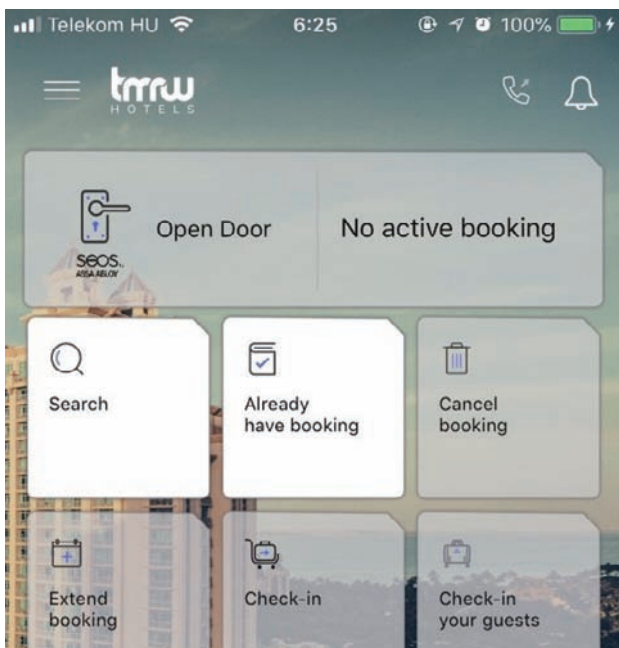 Telekom HU 6:25 100%
tmrw
HOTELS
Open Door No active booking
seos
ASSA ABLOY
Search
Already
have booking
Cancel
booking
Extend
booking
Check-in
Check-in
your guests